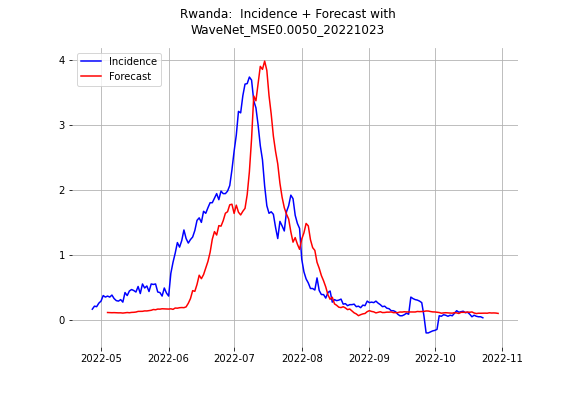 Rwanda:  Incidence + Forecast with
WaveNet_MSE0.0050_20221023
Incidence
Forecast
4
3
2
1
0
2022-05 2022-06 2022-07 2022-08 2022-09 2022-10 2022-11